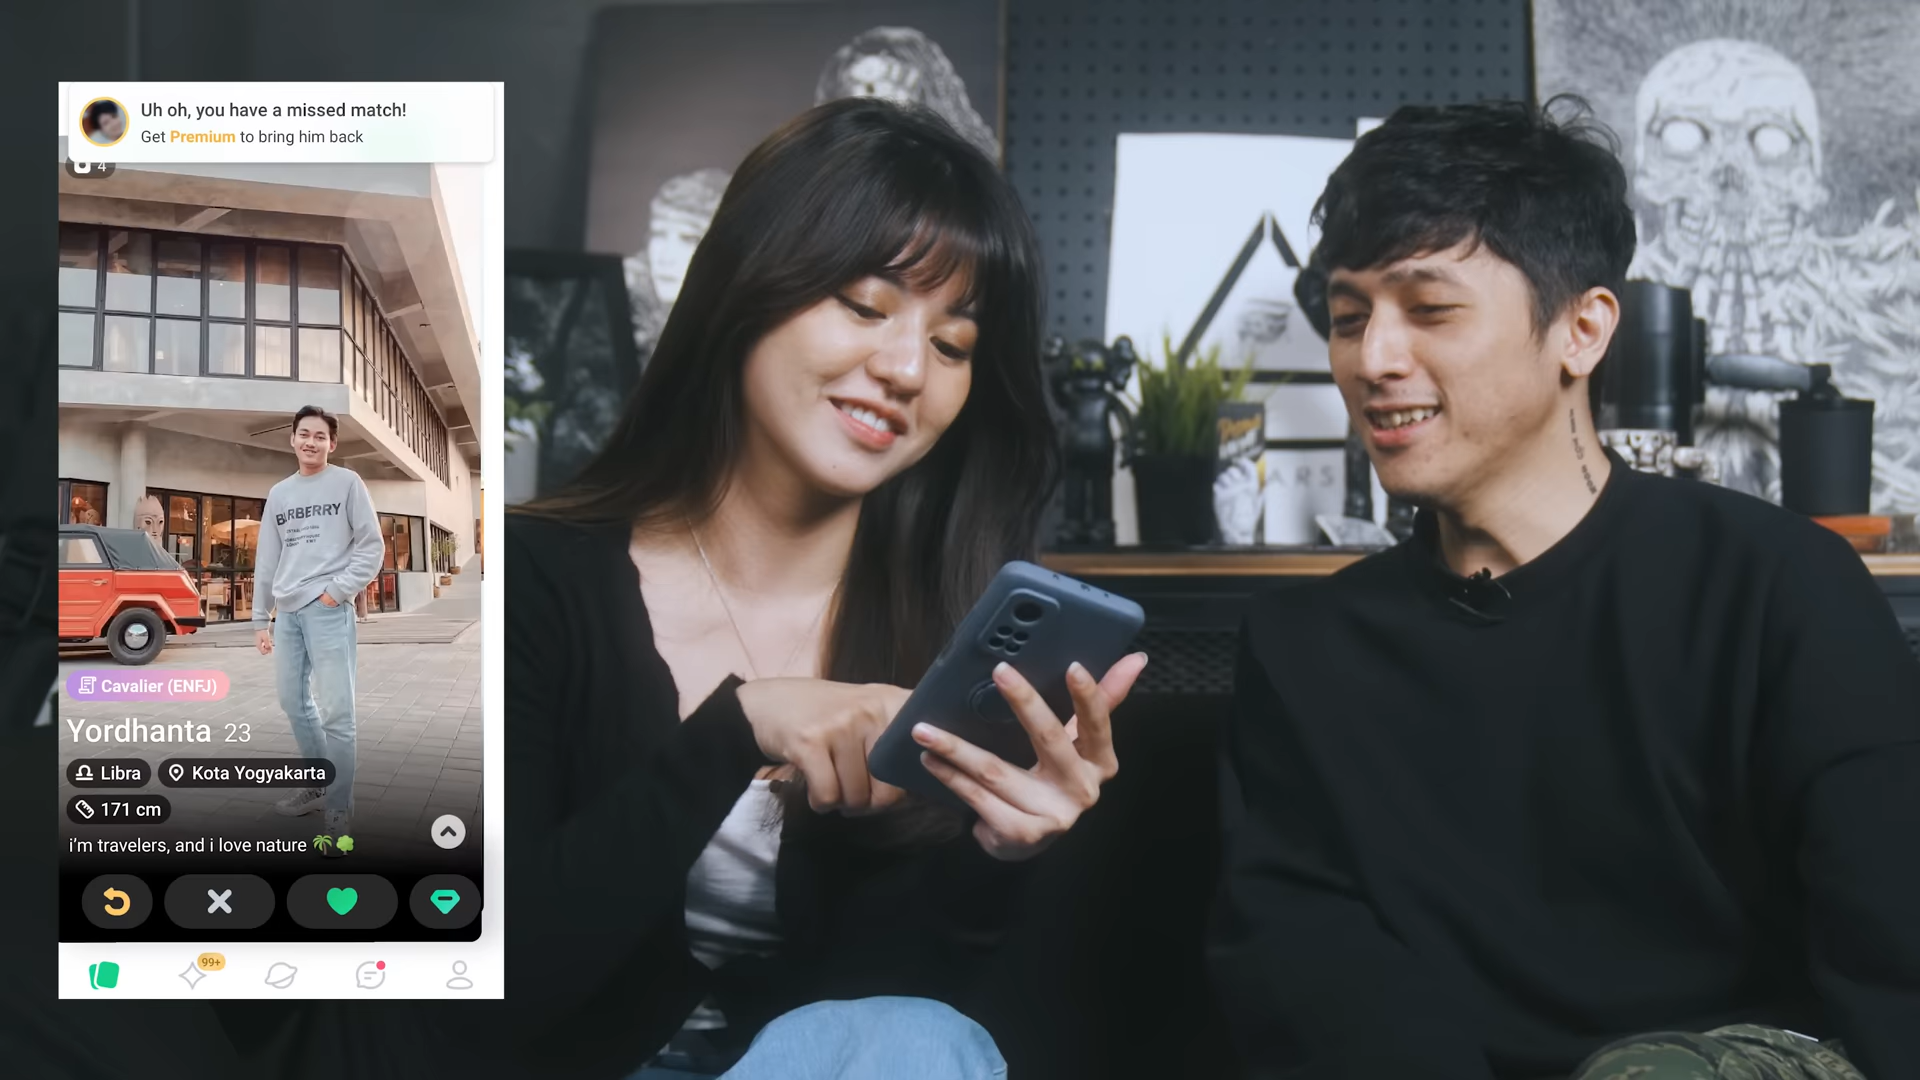 Uh oh, you have a missed match!
Get Premium to bring him back
4
BURBERRY
Cavalier (ENFJ)
Yordhanta 23
Libra
Kota Yogyakarta
171 cm
i'm travelers, and i love nature 🌴🌳
99+
ARS